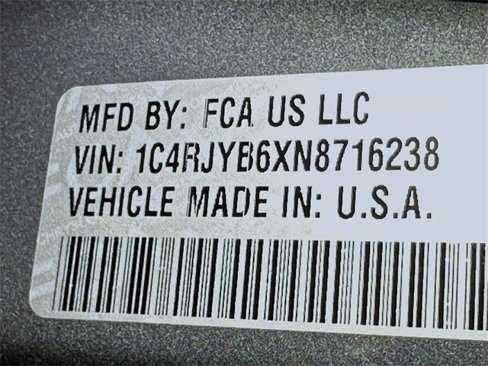 MFD BY: FCA US LLC
VIN: 1C4RJYB6XN8716238
VEHICLE MADE IN: U.S.A.